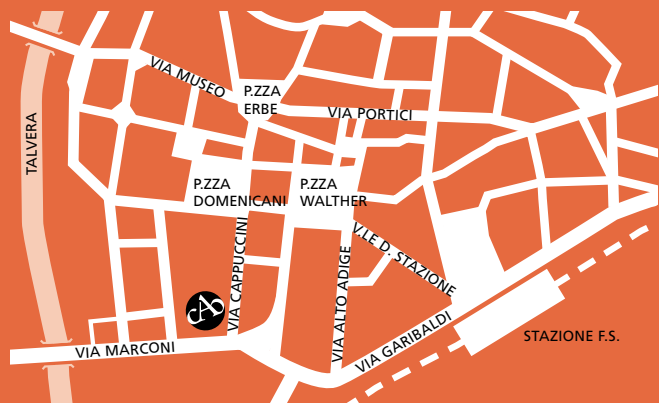 VIA MUSEO
P.ZZA
ERBE
VIA PORTICI
TALVERA
P.ZZA
DOMENICANI
P.ZZA
WALTHER
VIA CAPPUCCINI
V.LE D. STAZIONE
VIA ALTO ADIGE
CAB
VIA GARIBALDI
STAZIONE F.S.
VIA MARCONI